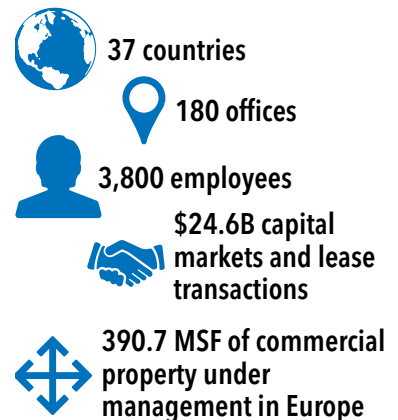 37 countries
180 offices
3,800 employees
$24.6B capital
markets and lease
transactions
390.7 MSF of commercial
property under
management in Europe